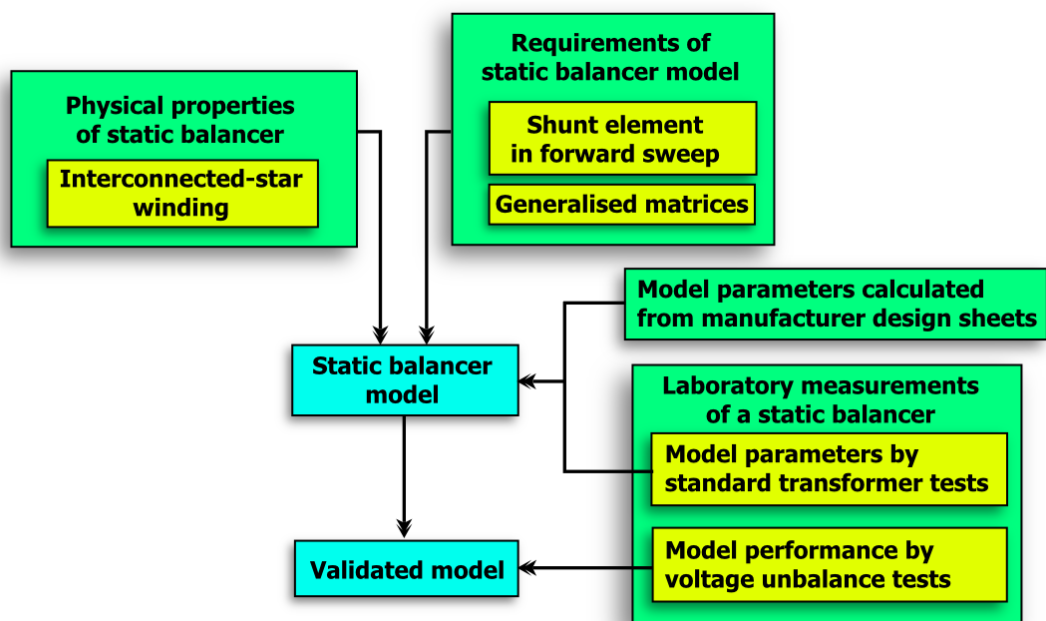 Physical properties
of static balancer
Interconnected-star
winding
Requirements of
static balancer model
Shunt element
in forward sweep
Generalised matrices
Model parameters calculated
from manufacturer design sheets
Static balancer
model
Laboratory measurements
of a static balancer
Model parameters by
standard transformer tests
Validated model
Model performance by
voltage unbalance tests